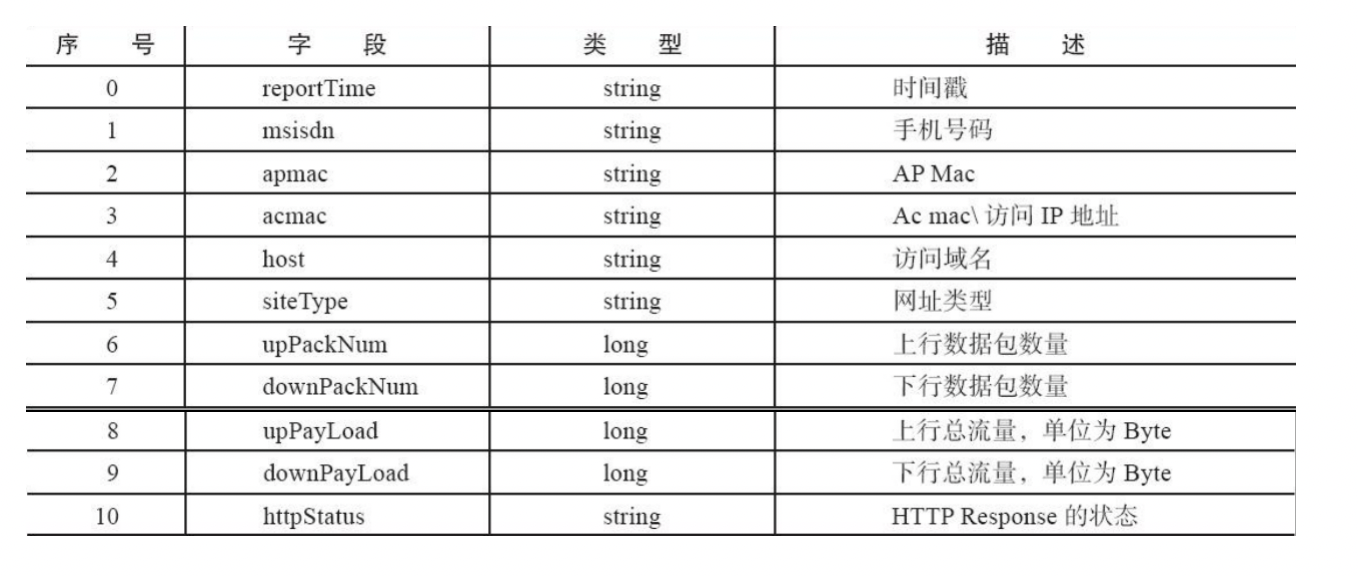 序 号 字 段 类 型 描 述
0 reportTime string 时间戳
1 msisdn string 手机号码
2 apmac string AP Mac
3 acmac string Ac mac\ 访问 IP 地址
4 host string 访问域名
5 siteType string 网址类型
6 upPackNum long 上行数据包数量
7 downPackNum long 下行数据包数量
8 upPayLoad long 上行总流量，单位为 Byte
9 downPayLoad long 下行总流量，单位为 Byte
10 httpStatus string HTTP Response 的状态